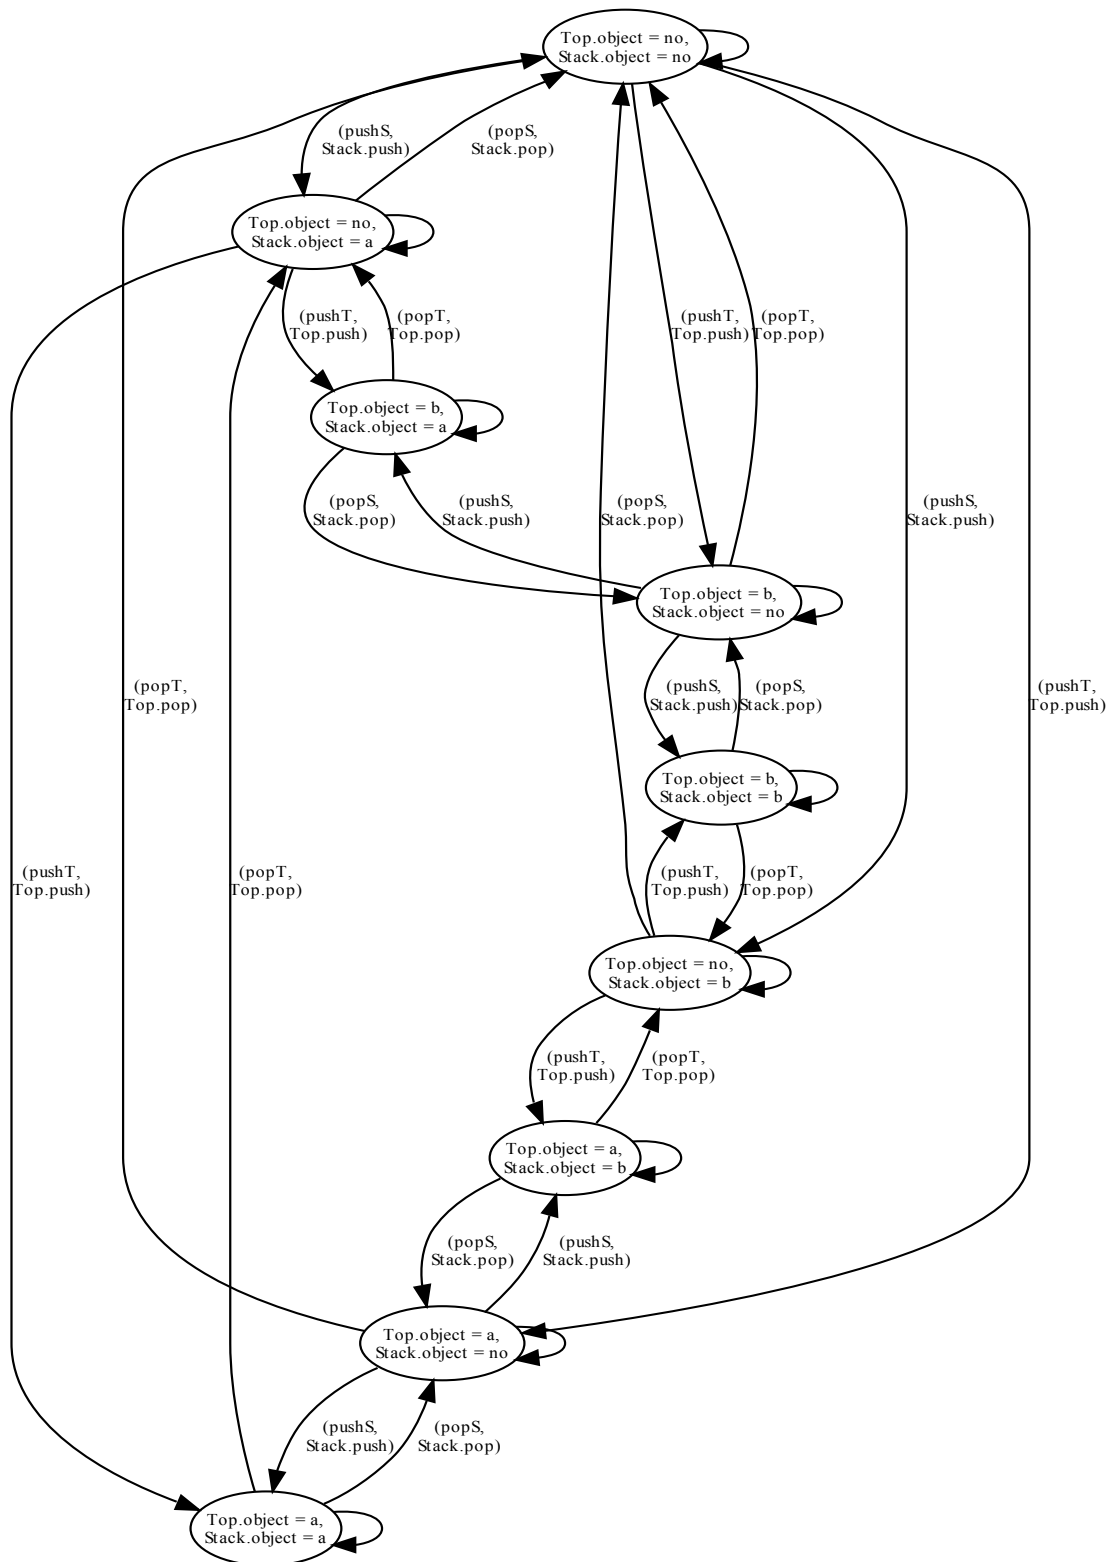 Top.object = no,
Stack.object = no
(pushS,
Stack.push)
(popS,
Stack.pop)
Top.object = no,
Stack.object = a
(pushT,
Top.push)
(popT,
Top.pop)
(pushT,
Top.push)
(popT,
Top.pop)
Top.object = b,
Stack.object = a
(popS,
Stack.pop)
(pushS,
Stack.push)
(popS,
Stack.pop)
(pushS,
Stack.push)
Top.object = b,
Stack.object = no
(popT,
Top.pop)
(pushS,
Stack.push)
(popS,
Stack.pop)
(pushT,
Top.push)
Top.object = b,
Stack.object = b
(pushT,
Top.push)
(popT,
Top.pop)
(pushT,
Top.push)
(popT,
Top.pop)
Top.object = no,
Stack.object = b
(pushT,
Top.push)
(popT,
Top.pop)
Top.object = a,
Stack.object = b
(popS,
Stack.pop)
(pushS,
Stack.push)
Top.object = a,
Stack.object = no
(pushS,
Stack.push)
(popS,
Stack.pop)
Top.object = a,
Stack.object = a